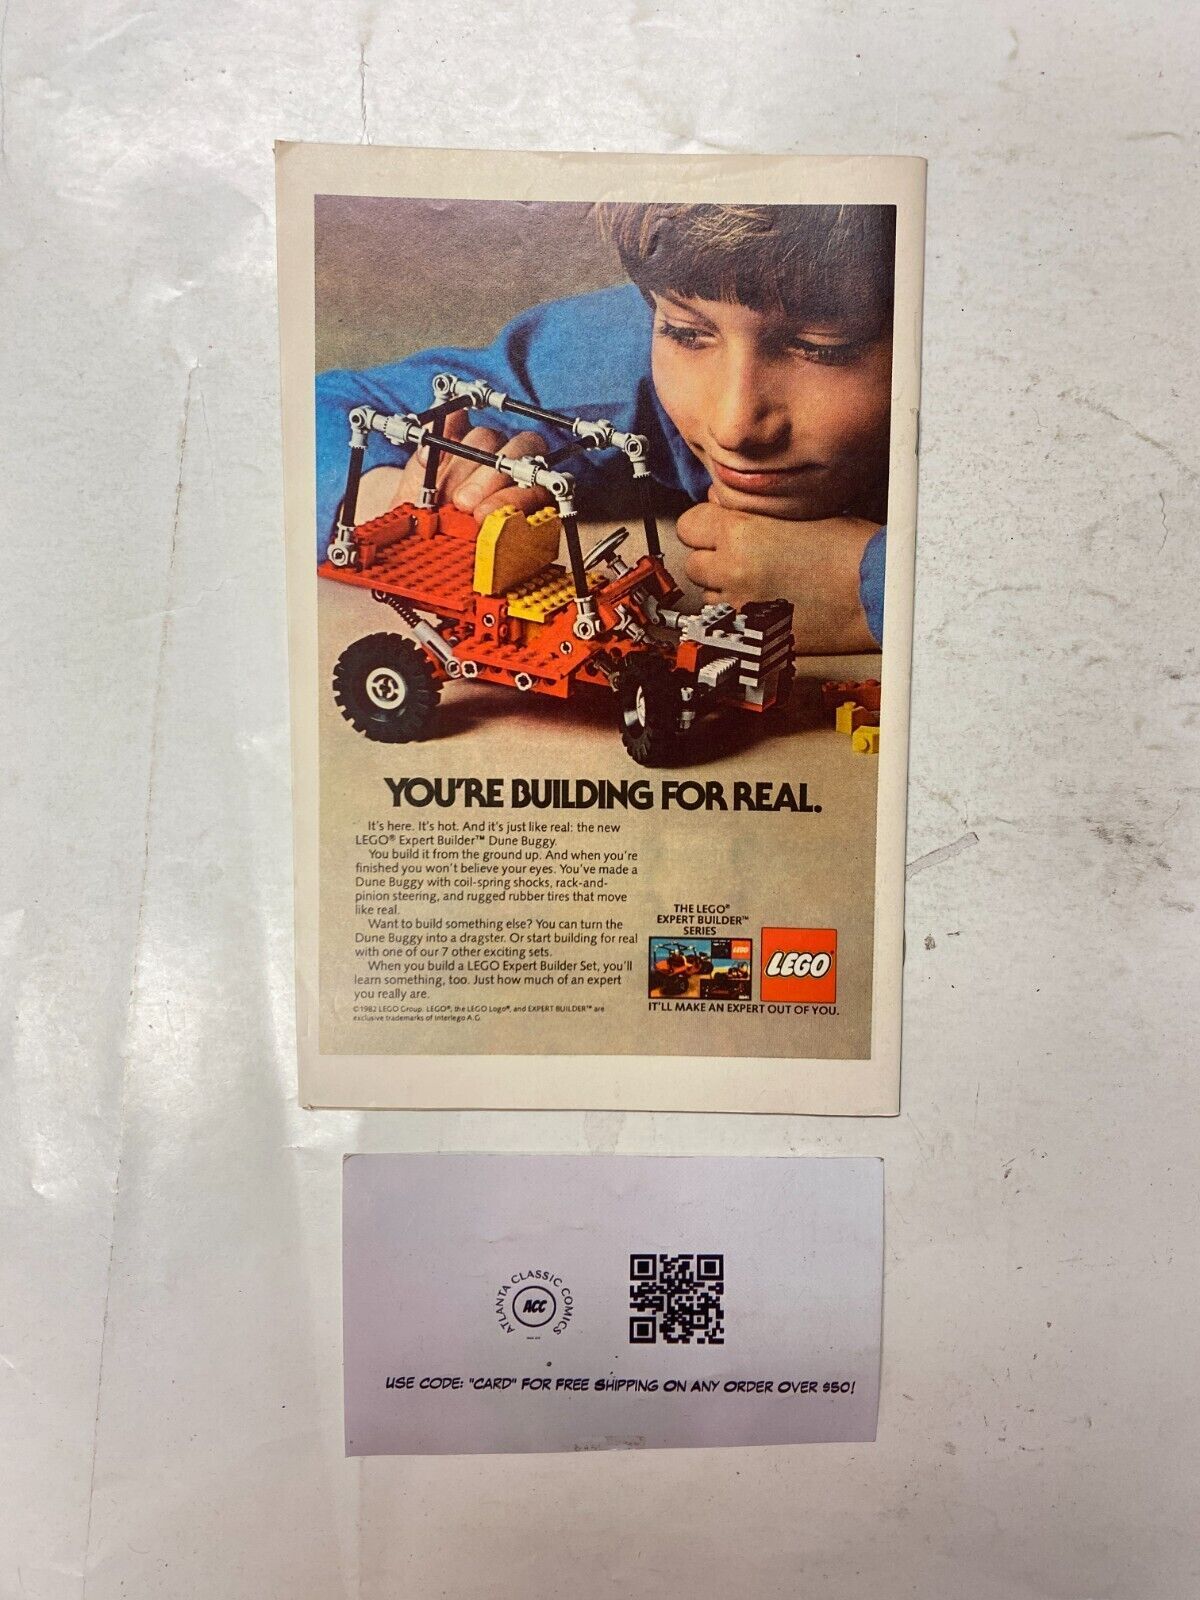 YOU'RE BUILDING FOR REAL.
It's here. It's hot. And it's just like real: the new
LEGO® Expert Builder™ Dune Buggy.
You build it from the ground up. And when you're
finished you won't believe your eyes. You've made a
Dune Buggy with coil-spring shocks, rack-and-
pinion steering, and rugged rubber tires that move
like real.
Want to build something else? You can turn the
Dune Buggy into a dragster. Or start building for real
with one of our 7 other exciting sets.
When you build a LEGO Expert Builder Set, you'll
learn something, too. Just how much of an expert
you really are.
©1982 LEGO Group. LEGO®, the LEGO Logo®, and EXPERT BUILDER™ are
exclusive trademarks of Interlego A.G.
THE LEGO®
EXPERT BUILDER™
SERIES
LEGO
LEGO®
IT'LL MAKE AN EXPERT OUT OF YOU.
ATLANTA CLASSIC COMICS
ACC
USE CODE: "CARD" FOR FREE SHIPPING ON ANY ORDER OVER $50!